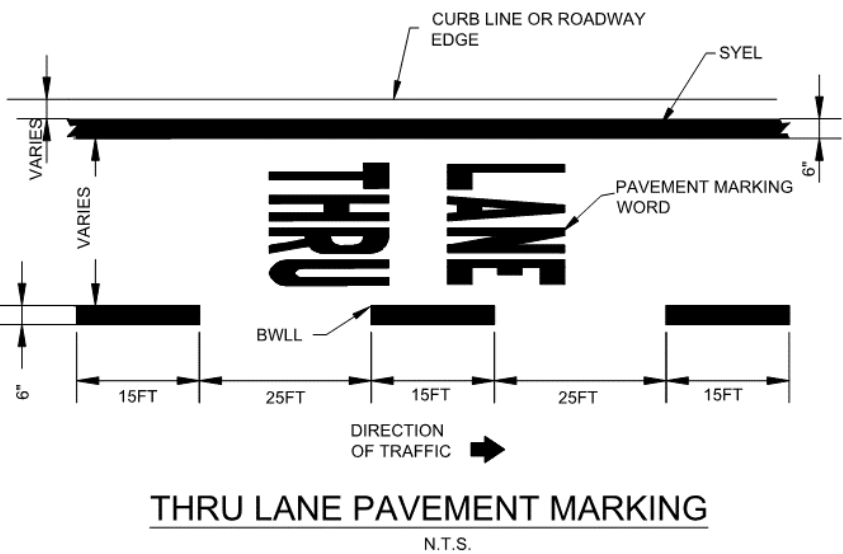 CURB LINE OR ROADWAY
EDGE
SYEL
VARIES
6"
VARIES
THRU
LANE
PAVEMENT MARKING
WORD
BWLL
6"
15FT
25FT
15FT
25FT
15FT
DIRECTION
OF TRAFFIC
THRU LANE PAVEMENT MARKING
N.T.S.